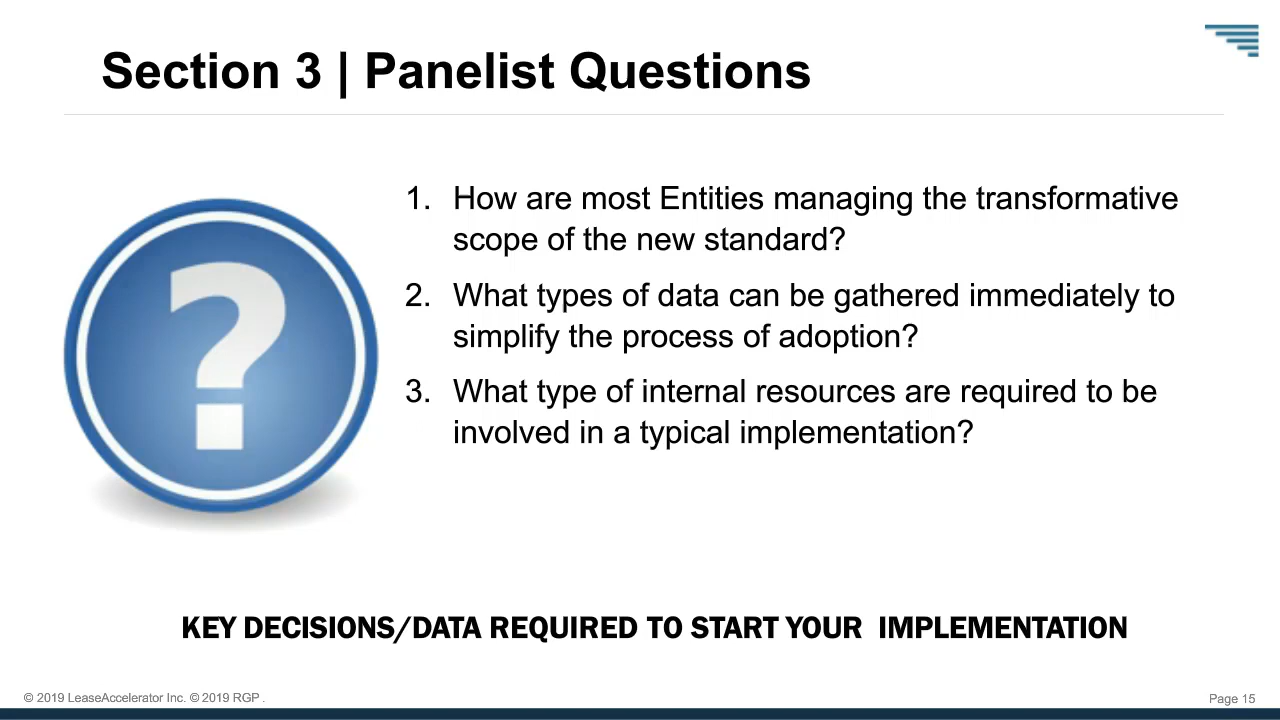 Section 3 | Panelist Questions
?
1. How are most Entities managing the transformative
scope of the new standard?
2. What types of data can be gathered immediately to
simplify the process of adoption?
3. What type of internal resources are required to be
involved in a typical implementation?
KEY DECISIONS/DATA REQUIRED TO START YOUR IMPLEMENTATION
© 2019 LeaseAccelerator Inc. © 2019 RGP .
Page 15